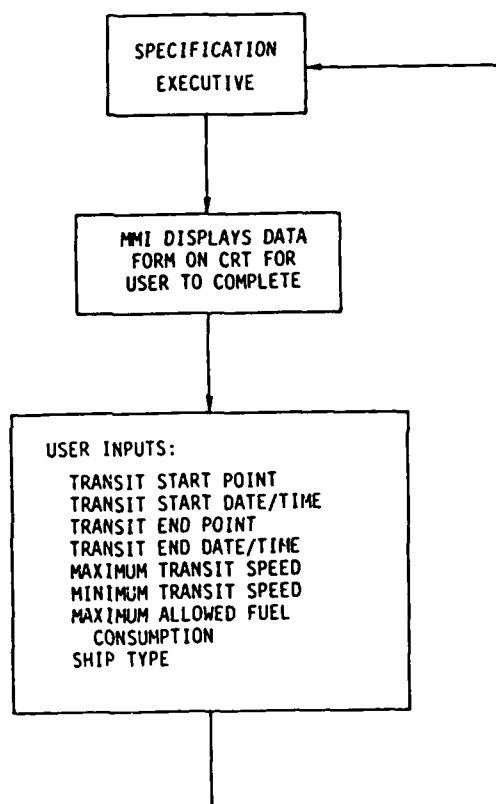 SPECIFICATION
EXECUTIVE
MMI DISPLAYS DATA
FORM ON CRT FOR
USER TO COMPLETE
USER INPUTS:
TRANSIT START POINT
TRANSIT START DATE/TIME
TRANSIT END POINT
TRANSIT END DATE/TIME
MAXIMUM TRANSIT SPEED
MINIMUM TRANSIT SPEED
MAXIMUM ALLOWED FUEL
CONSUMPTION
SHIP TYPE